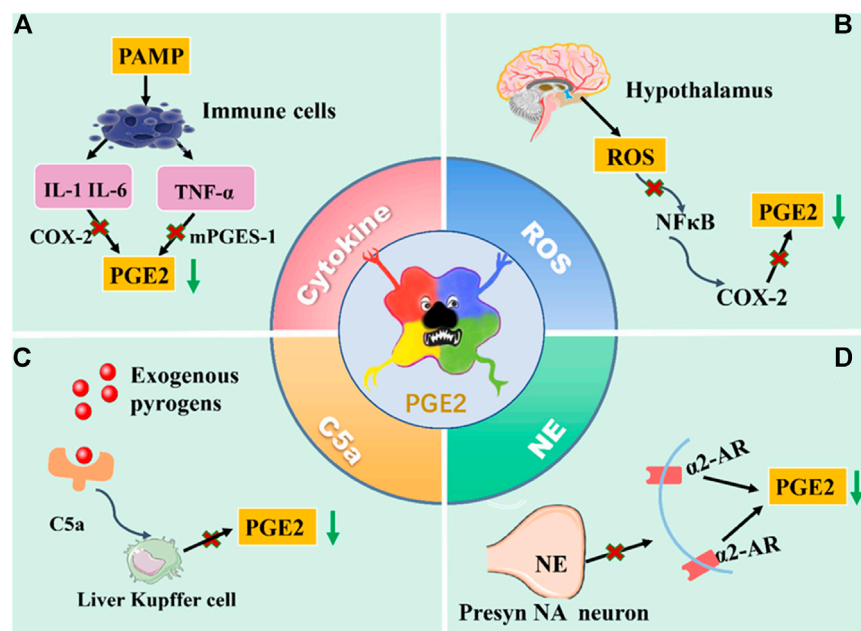 A
PAMP
Immune cells
IL-1 IL-6
TNF-α
COX-2
mPGES-1
PGE2
B
Hypothalamus
ROS
NFκB
PGE2
COX-2
Cytokine
ROS
C5a
NE
PGE2
C
Exogenous
pyrogens
C5a
PGE2
Liver Kupffer cell
D
α2-AR
PGE2
α2-AR
NE
Presyn NA neuron